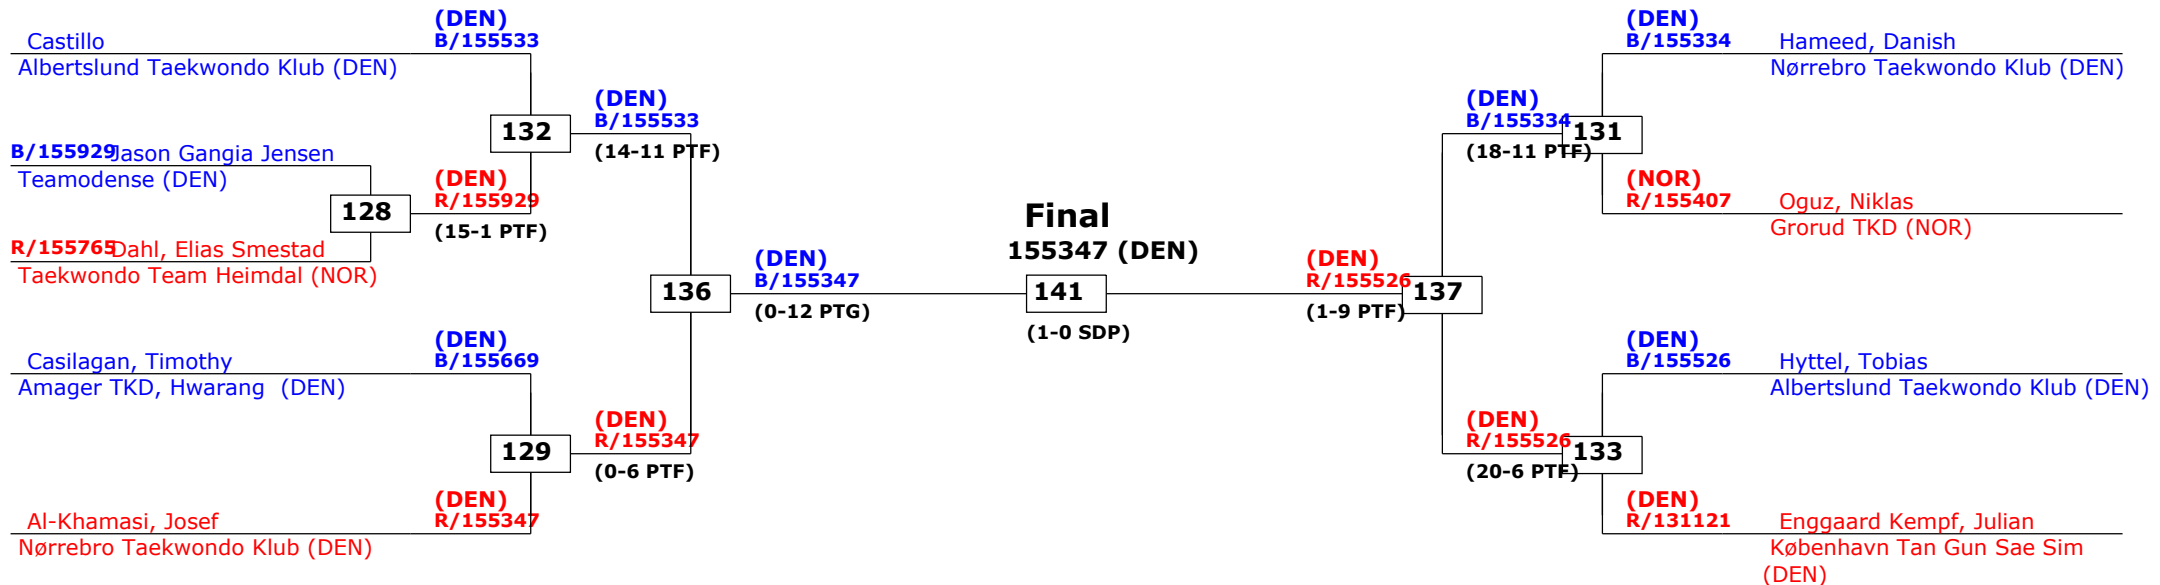 (DEN)
B/155533
Castillo
Albertslund Taekwondo Klub (DEN)
(DEN)
B/155533
132
(14-11 PTF)
B/155929 Jason Gangia Jensen
Teamodense (DEN)
(DEN)
R/155929
128
(15-1 PTF)
R/155765 Dahl, Elias Smestad
Taekwondo Team Heimdal (NOR)
(DEN)
B/155347
136
(0-12 PTG)
(DEN)
B/155669
Casilagan, Timothy
Amager TKD, Hwarang  (DEN)
(DEN)
R/155347
129
(0-6 PTF)
(DEN)
R/155347
Al-Khamasi, Josef
Nørrebro Taekwondo Klub (DEN)
Final
155347 (DEN)
141
(1-0 SDP)
(DEN)
B/155334
Hameed, Danish
Nørrebro Taekwondo Klub (DEN)
(DEN)
B/155334
131
(18-11 PTF)
(NOR)
R/155407
Oguz, Niklas
Grorud TKD (NOR)
(DEN)
R/155526
137
(1-9 PTF)
(DEN)
B/155526
Hyttel, Tobias
Albertslund Taekwondo Klub (DEN)
(DEN)
R/155526
133
(20-6 PTF)
(DEN)
R/131121
Enggaard Kempf, Julian
København Tan Gun Sae Sim
(DEN)